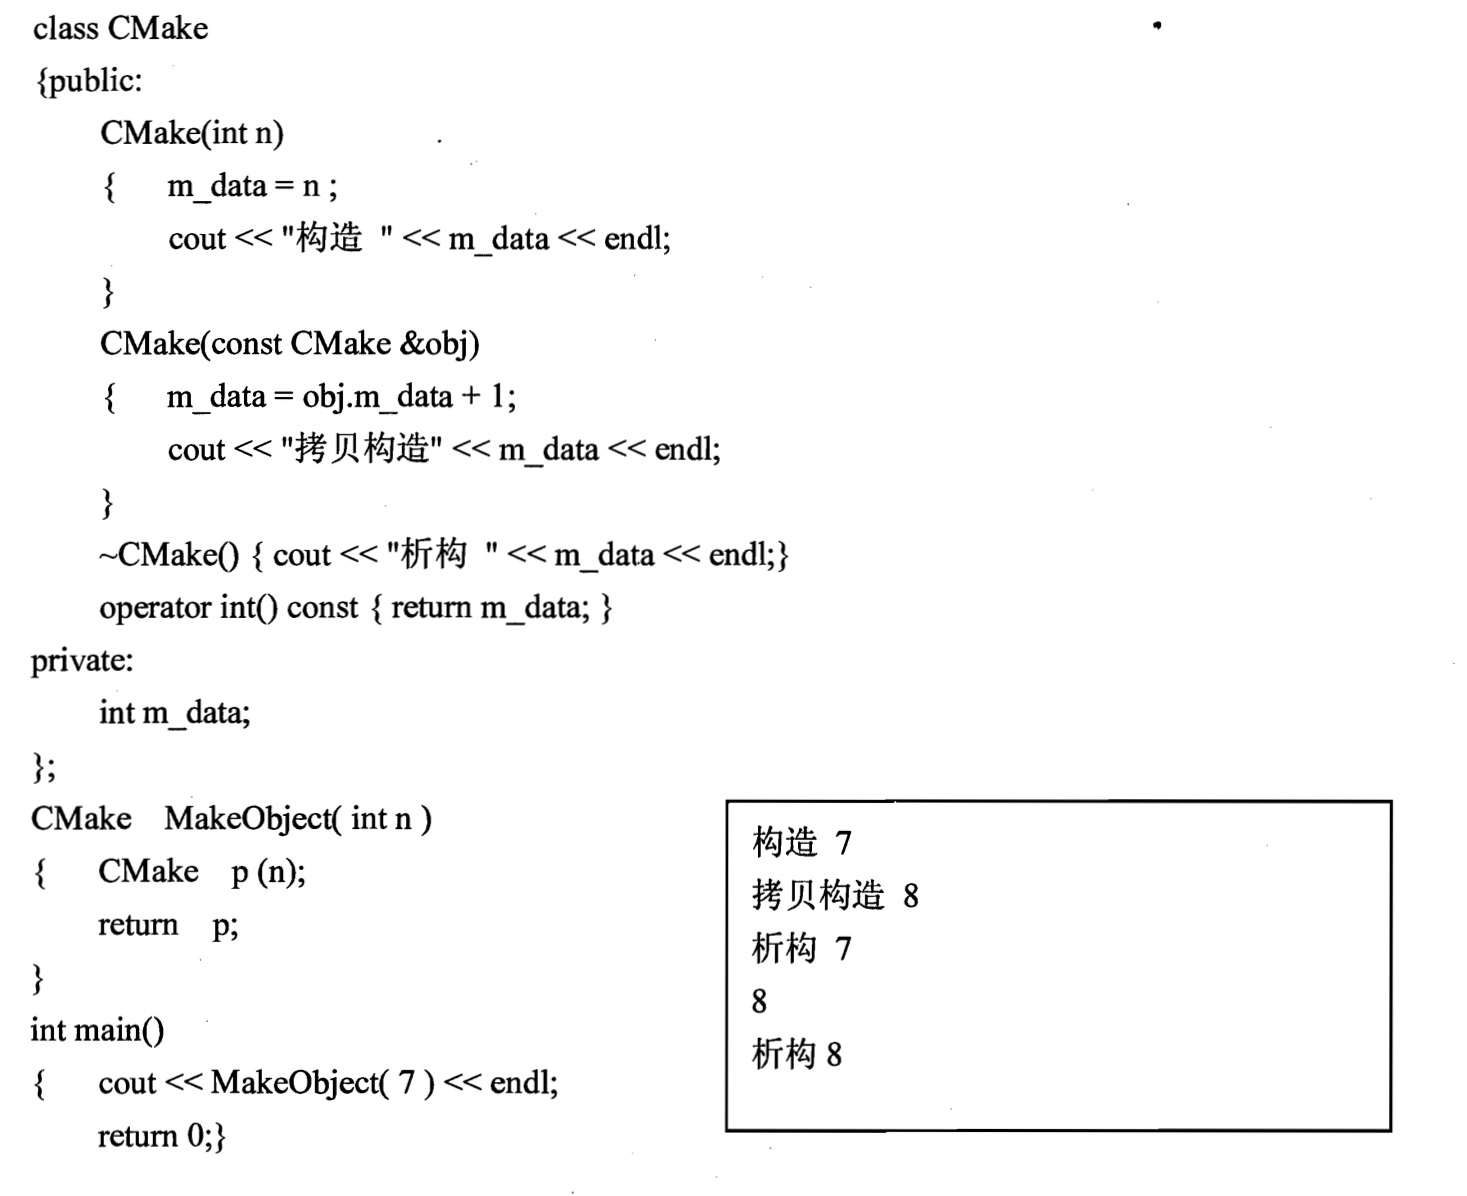 class CMake
{public:
CMake(int n)
{ m_data = n ;
cout << "构造 " << m_data << endl;
}
CMake(const CMake &obj)
{ m_data = obj.m_data + 1;
cout << "拷贝构造" << m_data << endl;
}
~CMake() { cout << "析构 " << m_data << endl;}
operator int() const { return m_data; }
private:
int m_data;
};
CMake MakeObject( int n )
{ CMake p (n);
return p;
}
int main()
{ cout << MakeObject( 7 ) << endl;
return 0;}
构造 7
拷贝构造 8
析构 7
8
析构 8